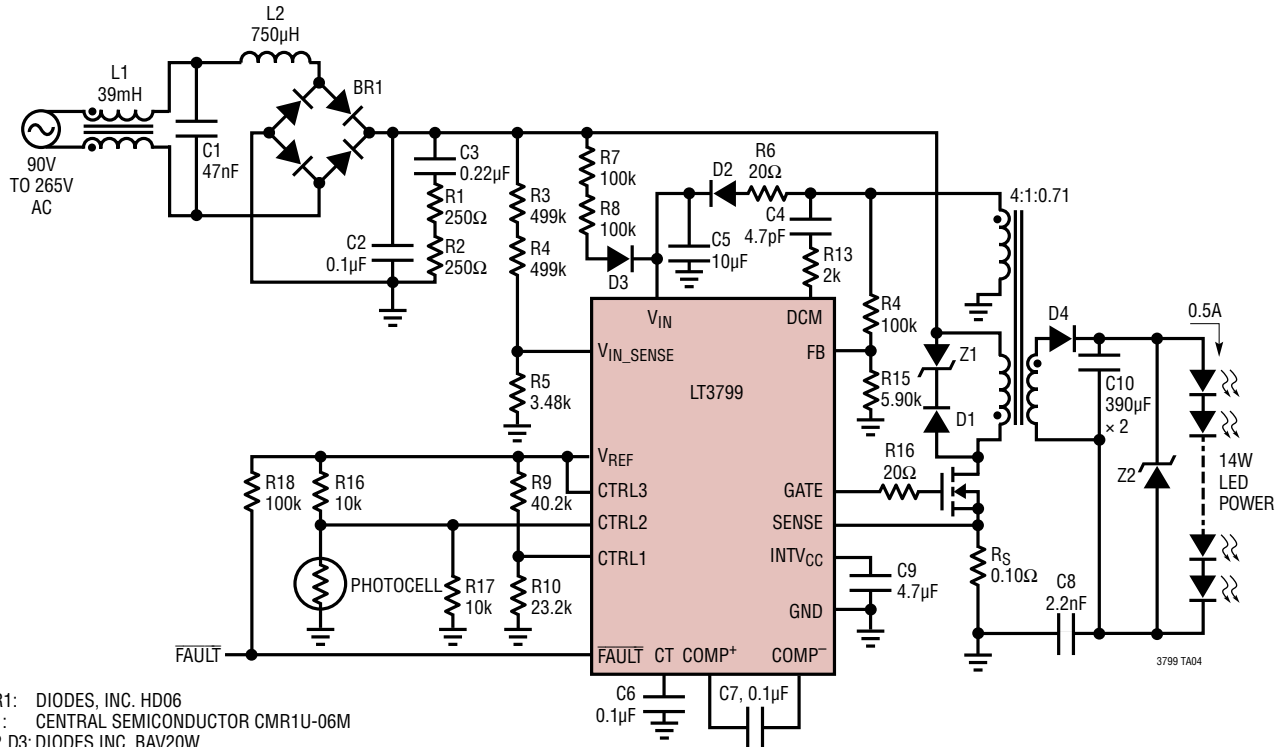 L2
750µH
L1
39mH
BR1
90V
TO 265V
AC
C1
47nF
C2
0.1µF
C3
0.22µF
R1
250Ω
R2
250Ω
R3
499k
R4
499k
R7
100k
R8
100k
D3
D2
R6
20Ω
C5
10µF
C4
4.7pF
R13
2k
4:1:0.71
R4
100k
R15
5.90k
Z1
D1
D4
0.5A
C10
390µF
× 2
Z2
14W
LED
POWER
R5
3.48k
VIN
DCM
VIN_SENSE
FB
LT3799
VREF
CTRL3
GATE
CTRL2
SENSE
CTRL1
INTVCC
GND
FAULT
CT
COMP+
COMP–
R16
20Ω
RS
0.10Ω
C8
2.2nF
C9
4.7µF
R18
100k
R16
10k
R9
40.2k
PHOTOCELL
R17
10k
R10
23.2k
FAULT
C6
0.1µF
C7, 0.1µF
3799 TA04
R1: DIODES, INC. HD06
: CENTRAL SEMICONDUCTOR CMR1U-06M
D3: DIODES INC. BAV20W